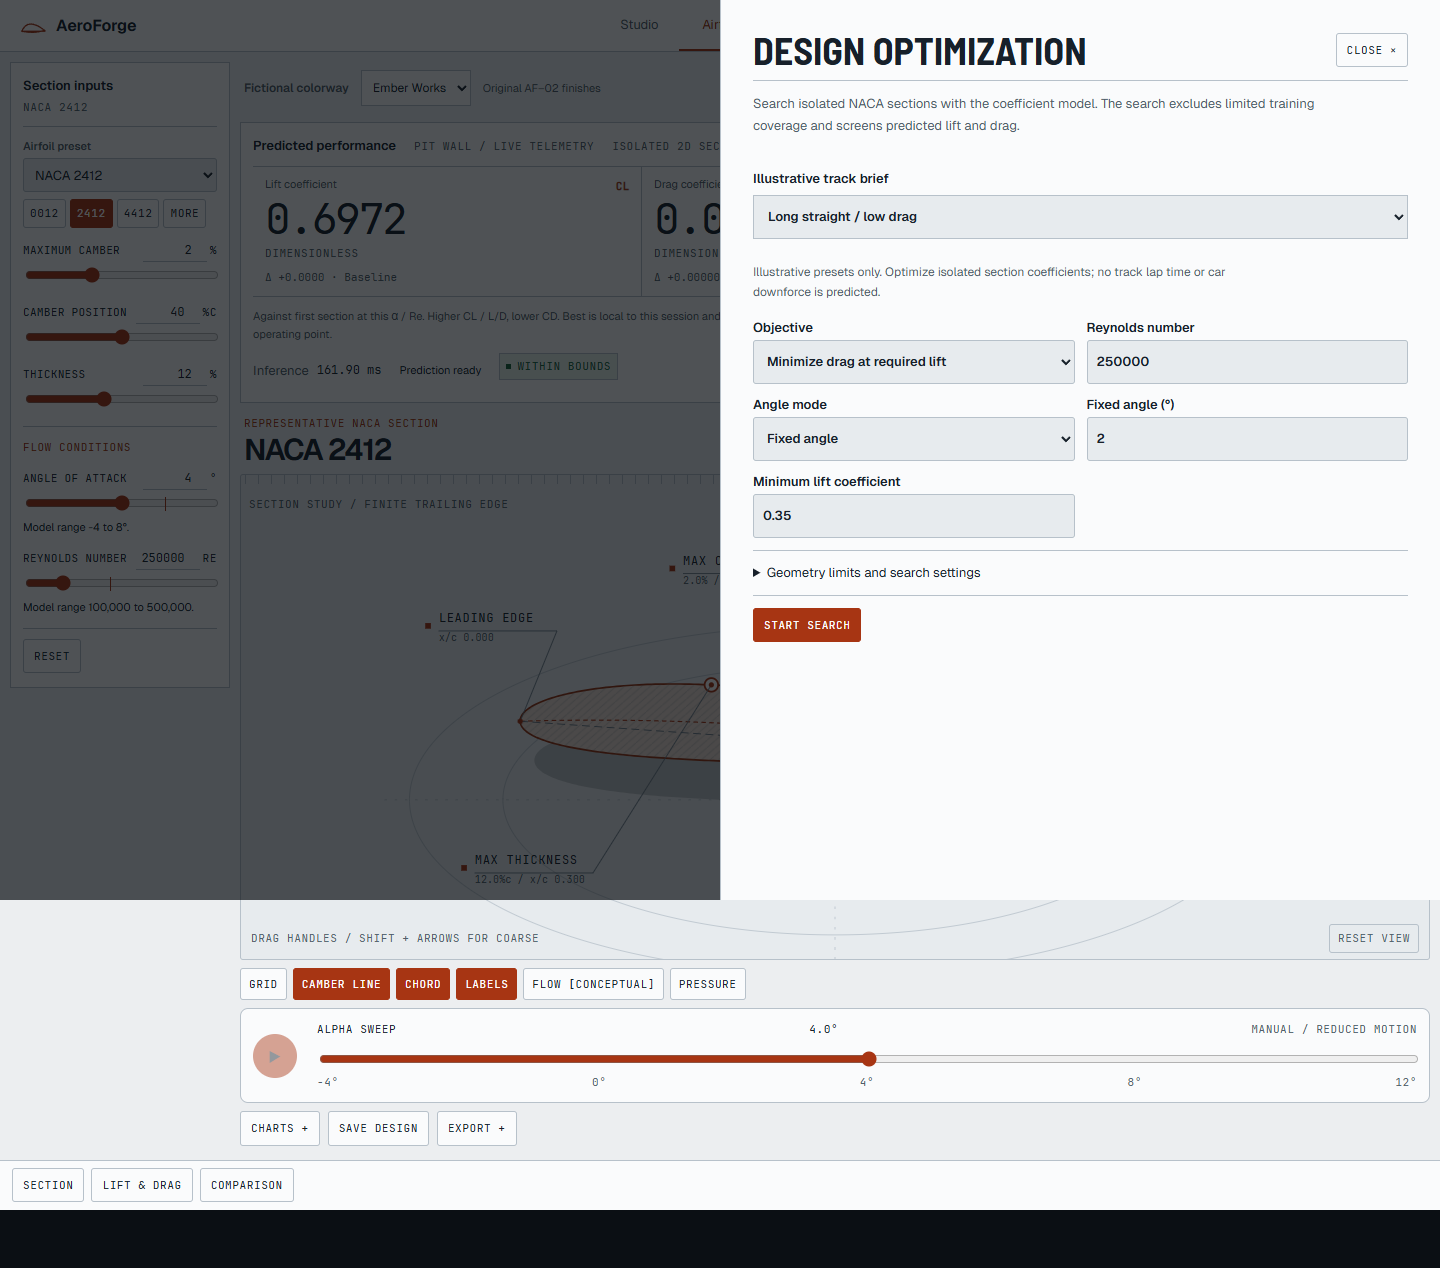 AeroForge
Studio
Section inputs
NACA 2412
Airfoil preset
NACA 2412
0012 2412 4412 MORE
MAXIMUM CAMBER 2 %
CAMBER POSITION 40 %C
THICKNESS 12 %
FLOW CONDITIONS
ANGLE OF ATTACK 4 °
Model range -4 to 8°.
REYNOLDS NUMBER 250000 RE
Model range 100,000 to 500,000.
RESET
Fictional colorway Ember Works Original AF-02 finishes
Predicted performance PIT WALL / LIVE TELEMETRY ISOLATED 2D
Lift coefficient CL
0.6972
DIMENSIONLESS
Δ +0.0000 · Baseline
Drag
0.0
Δ +0.0000
Against first section at this α / Re. Higher CL / L/D, lower CD. Best is local to this session and
operating point.
Inference 161.90 ms Prediction ready WITHIN BOUNDS
REPRESENTATIVE NACA SECTION
NACA 2412
SECTION STUDY / FINITE TRAILING EDGE
MAX
2.0% /
LEADING EDGE
x/c 0.000
MAX THICKNESS
12.0%c / x/c 0.300
DESIGN OPTIMIZATION
CLOSE ×
Search isolated NACA sections with the coefficient model. The search excludes limited training
coverage and screens predicted lift and drag.
Illustrative track brief
Long straight / low drag
Illustrative presets only. Optimize isolated section coefficients; no track lap time or car
downforce is predicted.
Objective
Minimize drag at required lift
Reynolds number
250000
Angle mode
Fixed angle
Fixed angle (°)
2
Minimum lift coefficient
0.35
Geometry limits and search settings
START SEARCH
DRAG HANDLES / SHIFT + ARROWS FOR COARSE
RESET VIEW
GRID CAMBER LINE CHORD LABELS FLOW [CONCEPTUAL] PRESSURE
ALPHA SWEEP 4.0° MANUAL / REDUCED MOTION
-4° 0° 4° 8° 12°
CHARTS + SAVE DESIGN EXPORT +
SECTION LIFT & DRAG COMPARISON